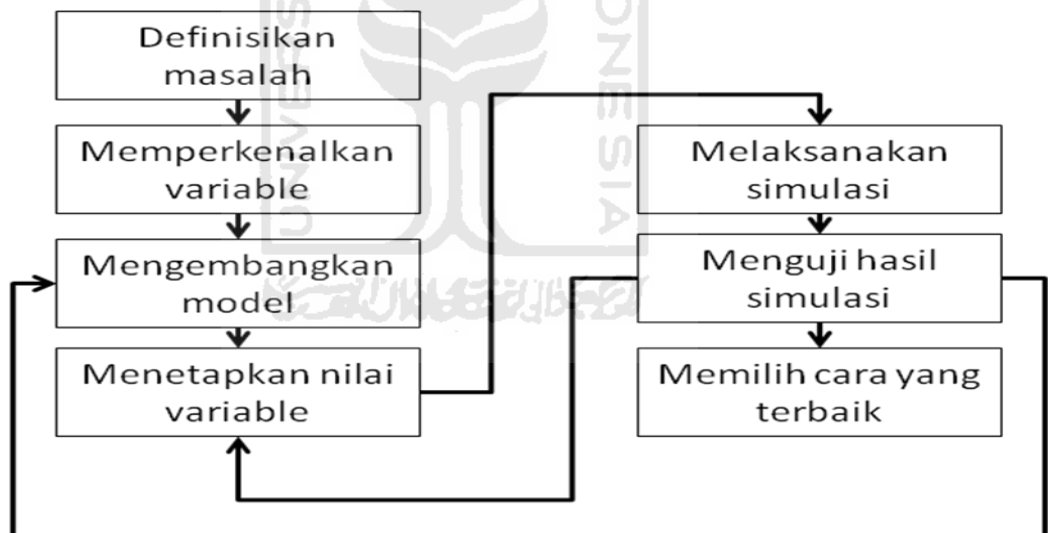 Definisikan
masalah
Memperkenalkan
variable
Mengembangkan
model
Menetapkan nilai
variable
Melaksanakan
simulasi
Menguji hasil
simulasi
Memilih cara yang
terbaik